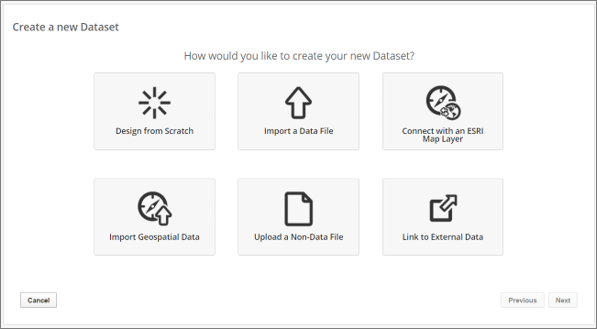 Create a new Dataset
How would you like to create your new Dataset?
Design from Scratch
Import a Data File
Connect with an ESRI
Map Layer
Import Geospatial Data
Upload a Non-Data File
Link to External Data
Cancel
Previous
Next